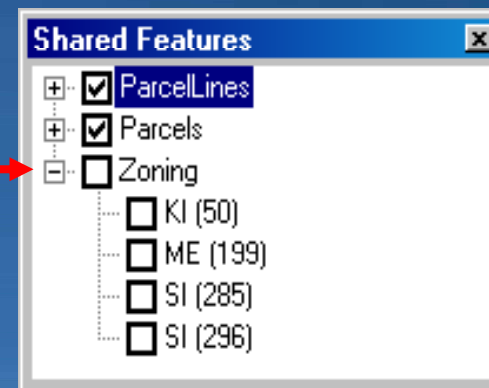 Shared Features
ParcelLines
Parcels
Zoning
KI (50)
ME (199)
SI (285)
SI (296)